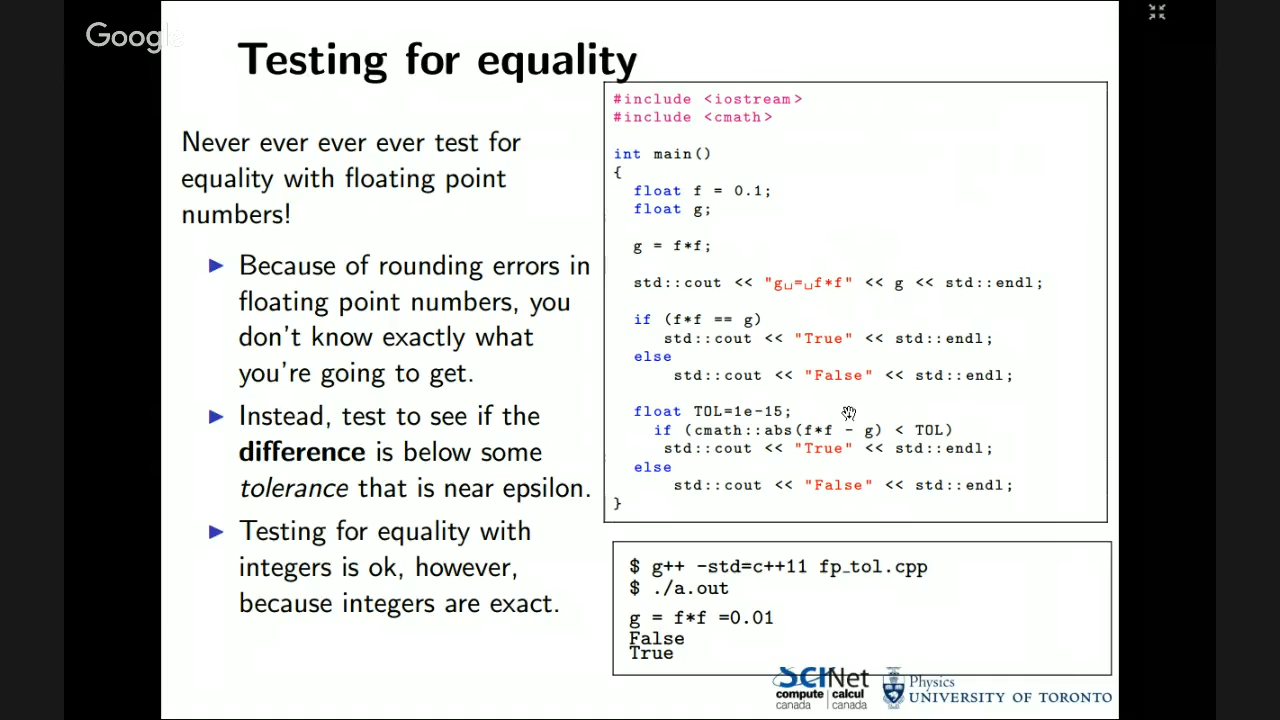 Google
Testing for equality
Never ever ever ever test for
equality with floating point
numbers!
▶ Because of rounding errors in
floating point numbers, you
don't know exactly what
you're going to get.
▶ Instead, test to see if the
difference is below some
tolerance that is near epsilon.
▶ Testing for equality with
integers is ok, however,
because integers are exact.
#include <iostream>
#include <cmath>
int main()
{
float f = 0.1;
float g;
g = f*f;
std::cout << "g␣=␣f*f" << g << std::endl;
if (f*f == g)
std::cout << "True" << std::endl;
else
std::cout << "False" << std::endl;
float TOL=1e-15;
if (cmath::abs(f*f - g) < TOL)
std::cout << "True" << std::endl;
else
std::cout << "False" << std::endl;
}
$ g++ -std=c++11 fp_tol.cpp
$ ./a.out
g = f*f =0.01
False
True
SCINet
compute | calcul
canada | canada
Physics
UNIVERSITY OF TORONTO